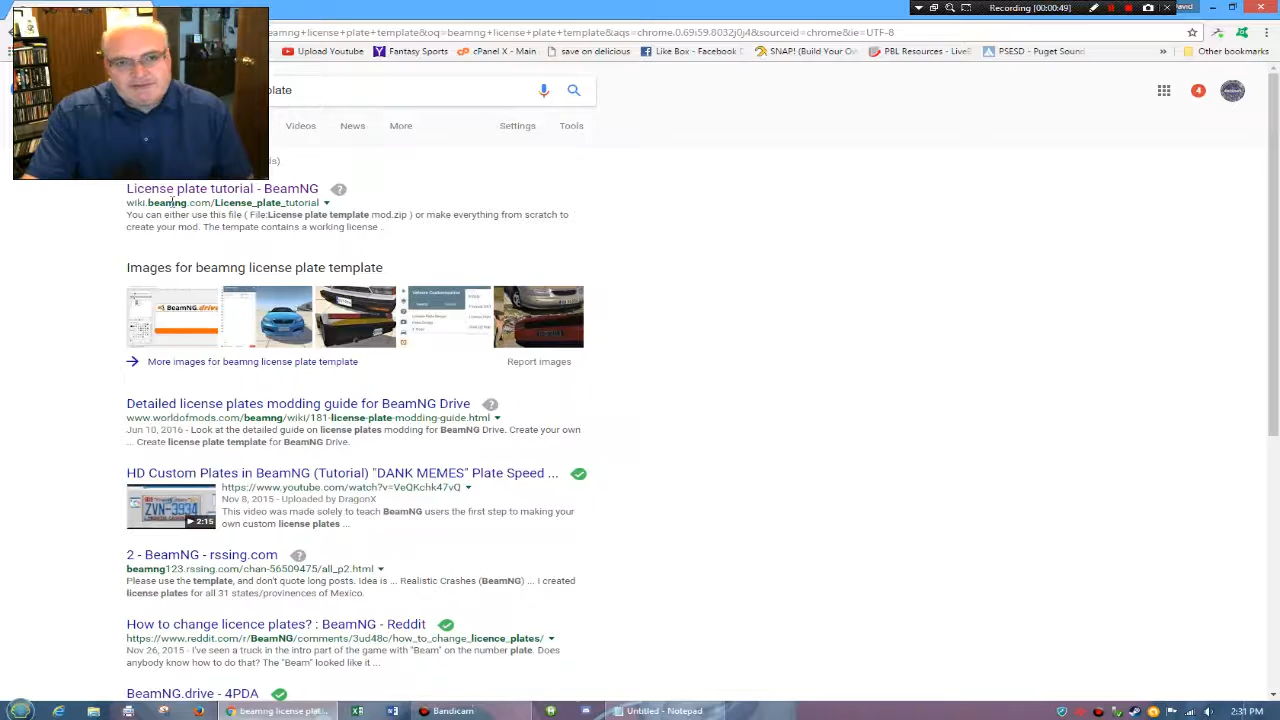 Recording [00:00:49]
beamng+license+plate+template&oq=beamng+license+plate+template&aqs=chrome.0.69i59.8032j0j4&sourceid=chrome&ie=UTF-8
Upload Youtube Fantasy Sports cPanel X - Main save on delicious Like Box - Facebook SNAP! (Build Your Ow PBL Resources - LiveB PSESD - Puget Sound »
plate
Videos News More Settings Tools
4
ds)
License plate tutorial - BeamNG
wiki.beamng.com/License_plate_tutorial
You can either use this file ( File:License plate template mod.zip ) or make everything from scratch to
create your mod. The tempate contains a working license .
Images for beamng license plate template
BeamNG.drive
More images for beamng license plate template Report images
Detailed license plates modding guide for BeamNG Drive
www.worldofmods.com/beamng/wiki/181-license-plate-modding-guide.html
Jun 10, 2016 - Look at the detailed guide on license plates modding for BeamNG Drive. Create your own
... Create license plate template for BeamNG Drive.
HD Custom Plates in BeamNG (Tutorial) "DANK MEMES" Plate Speed ...
https://www.youtube.com/watch?v=VeQKchk47vQ
Nov 8, 2015 - Uploaded by DragonX
This video was made solely to teach BeamNG users the first step to making your
own custom license plates ...
ZVN-3934
2:15
2 - BeamNG - rssing.com
beamng123.rssing.com/chan-56509475/all_p2.html
Please use the template, and don't quote long posts. Idea is ... Realistic Crashes (BeamNG) ... I created
license plates for all 31 states/provinences of Mexico.
How to change licence plates? : BeamNG - Reddit
https://www.reddit.com/r/BeamNG/comments/3ud48c/how_to_change_licence_plates/
Nov 26, 2015 - I've seen a truck in the intro part of the game with "Beam" on the number plate. Does
anybody know how to do that? The "Beam" looked like it ...
BeamNG.drive - 4PDA
beamng license plat... Bandicam Untitled - Notepad 2:31 PM